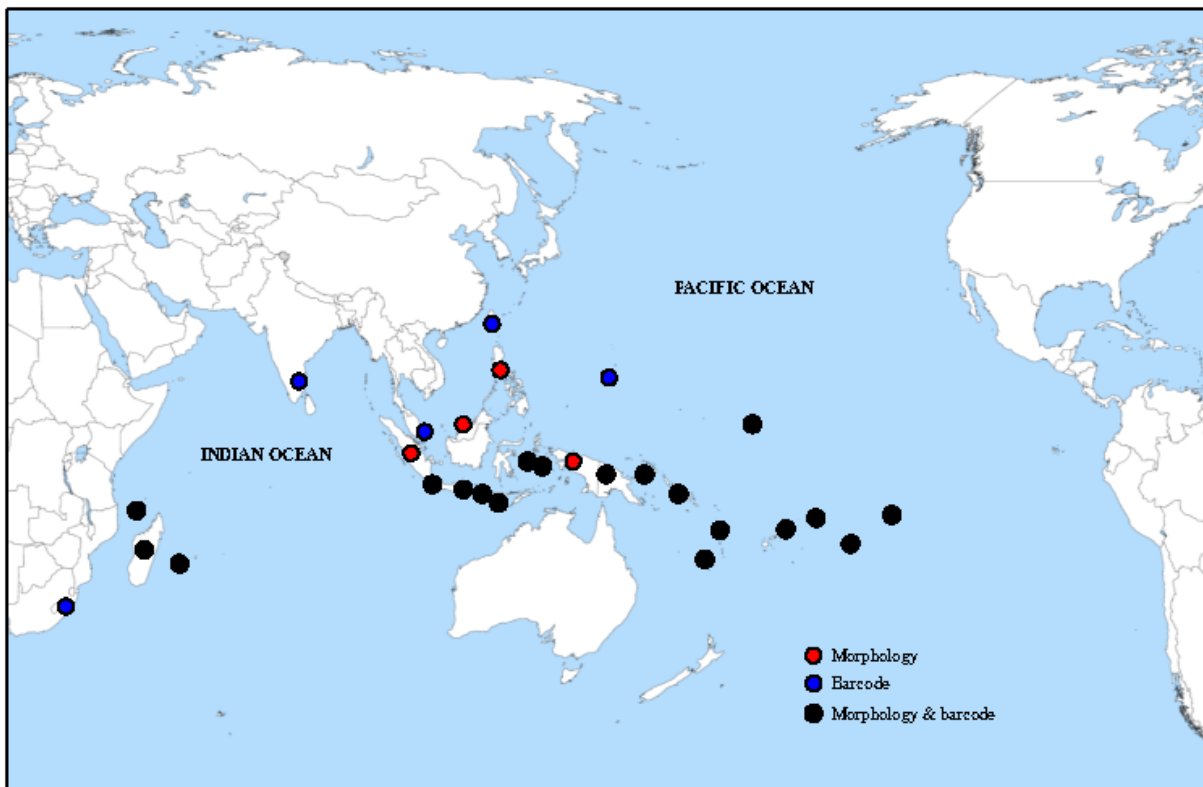 PACIFIC OCEAN
INDIAN OCEAN
Morphology
Barcode
Morphology & barcode